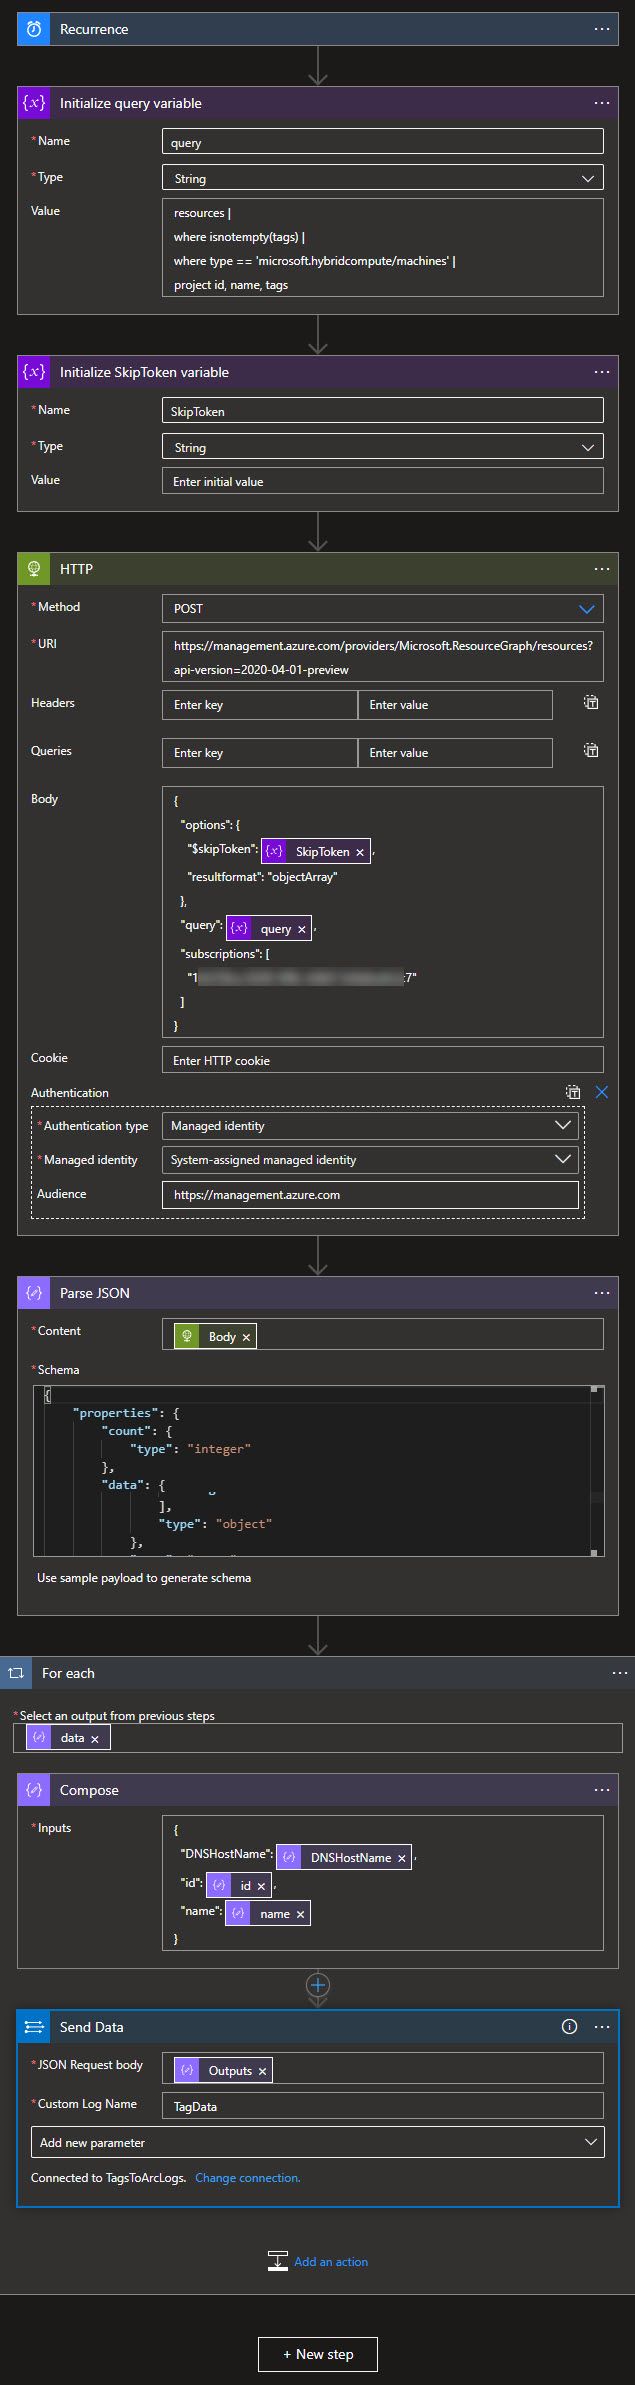 Recurrence
Initialize query variable
{x}
* Name
query
* Type
String
Value
resources |
where isnotempty(tags) |
where type == 'microsoft.hybridcompute/machines' |
project id, name, tags
Initialize SkipToken variable
{x}
* Name
SkipToken
* Type
String
Value
Enter initial value
HTTP
* Method
POST
* URI
https://management.azure.com/providers/Microsoft.ResourceGraph/resources?
api-version=2020-04-01-preview
Headers
Enter key
Enter value
Queries
Enter key
Enter value
Body
{
"options": {
"$skipToken": {x} SkipToken ×,
"resultformat": "objectArray"
},
"query": {x} query ×,
"subscriptions": [
"1 :7"
]
}
Cookie
Enter HTTP cookie
Authentication
* Authentication type
Managed identity
* Managed identity
System-assigned managed identity
Audience
https://management.azure.com
Parse JSON
* Content
Body ×
* Schema
{
"properties": {
"count": {
"type": "integer"
},
"data": {
],
"type": "object"
},
Use sample payload to generate schema
For each
* Select an output from previous steps
data ×
Compose
* Inputs
{
"DNSHostName": DNSHostName ×,
"id": id ×,
"name": name ×
}
Send Data
* JSON Request body
Outputs ×
* Custom Log Name
TagData
Add new parameter
Connected to TagsToArcLogs. Change connection.
Add an action
+ New step